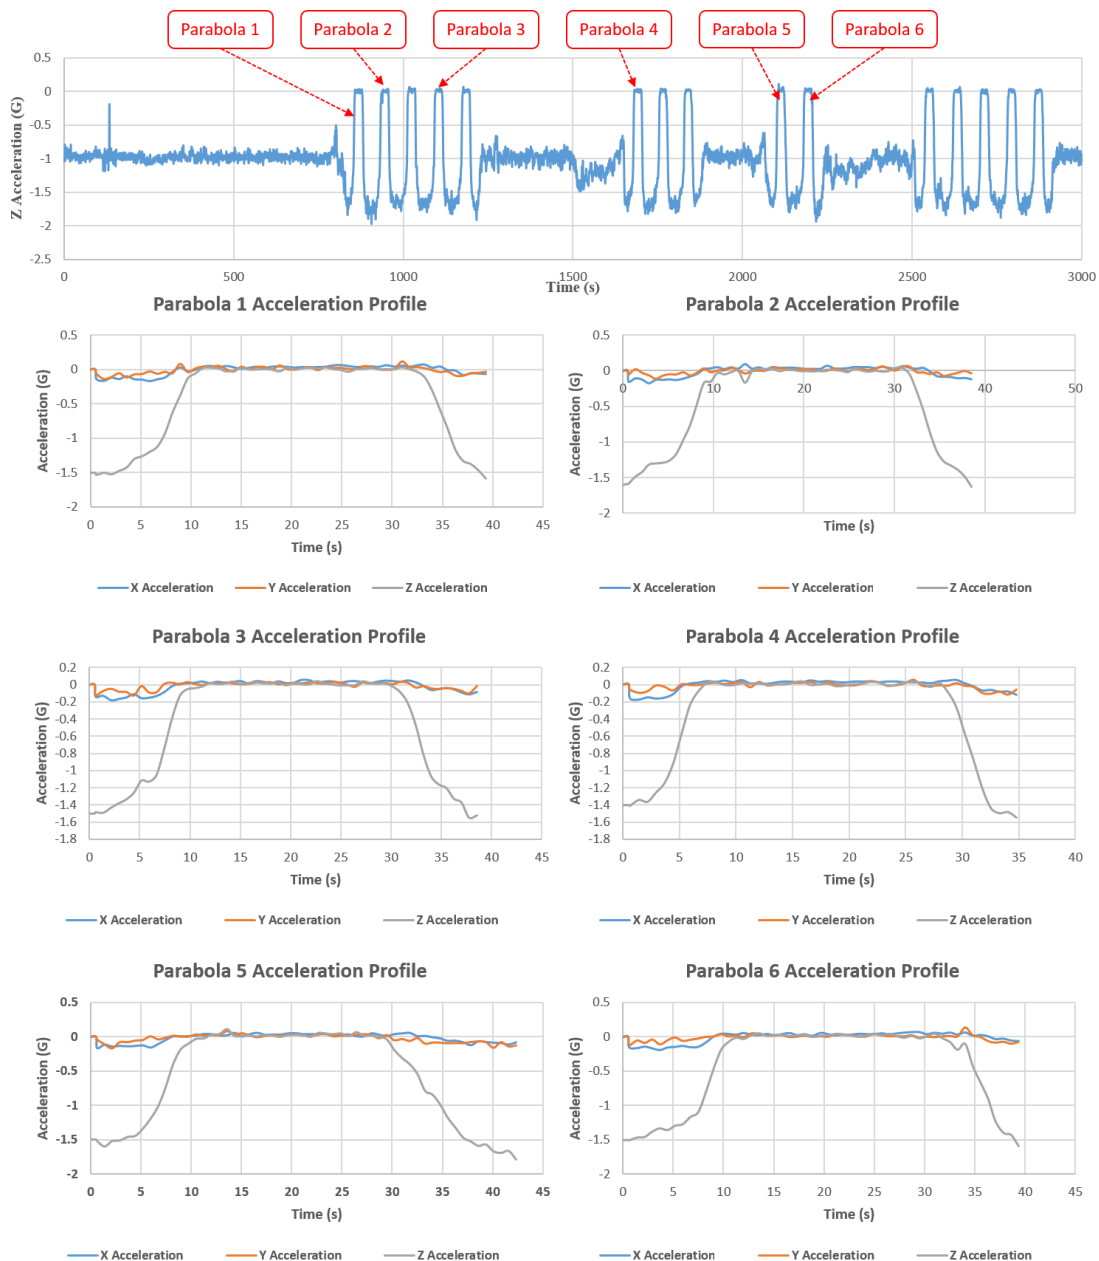 Parabola 1 Parabola 2 Parabola 3 Parabola 4 Parabola 5 Parabola 6
Z Acceleration (G)
0.5
0
-0.5
-1
-1.5
-2
-2.5
0 500 1000 1500 2000 2500 3000
Time (s)
Parabola 1 Acceleration Profile
Acceleration (G)
0.5
0
-0.5
-1
-1.5
-2
0 5 10 15 20 25 30 35 40 45
Time (s)
X Acceleration Y Acceleration Z Acceleration
Parabola 2 Acceleration Profile
Acceleration (G)
0.5
0
-0.5
-1
-1.5
-2
0 10 20 30 40 50
Time (s)
X Acceleration Y Acceleration Z Acceleration
Parabola 3 Acceleration Profile
Acceleration (G)
0.2
0
-0.2
-0.4
-0.6
-0.8
-1
-1.2
-1.4
-1.6
-1.8
0 5 10 15 20 25 30 35 40 45
Time (s)
X Acceleration Y Acceleration Z Acceleration
Parabola 4 Acceleration Profile
Acceleration (G)
0.2
0
-0.2
-0.4
-0.6
-0.8
-1
-1.2
-1.4
-1.6
-1.8
0 5 10 15 20 25 30 35 40
Time (s)
X Acceleration Y Acceleration Z Acceleration
Parabola 5 Acceleration Profile
Acceleration (G)
0.5
0
-0.5
-1
-1.5
-2
0 5 10 15 20 25 30 35 40 45
Time (s)
X Acceleration Y Acceleration Z Acceleration
Parabola 6 Acceleration Profile
Acceleration (G)
0.5
0
-0.5
-1
-1.5
-2
0 5 10 15 20 25 30 35 40 45
Time (s)
X Acceleration Y Acceleration Z Acceleration